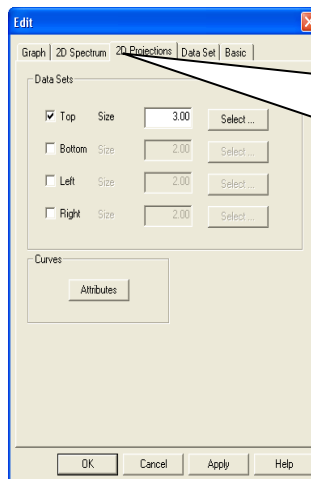 Edit
Graph 2D Spectrum 2D Projections Data Set Basic
Data Sets
Top Size 3.00 Select ...
Bottom Size 2.00 Select ...
Left Size 2.00 Select ...
Right Size 2.00 Select ...
Curves
Attributes
OK Cancel Apply Help